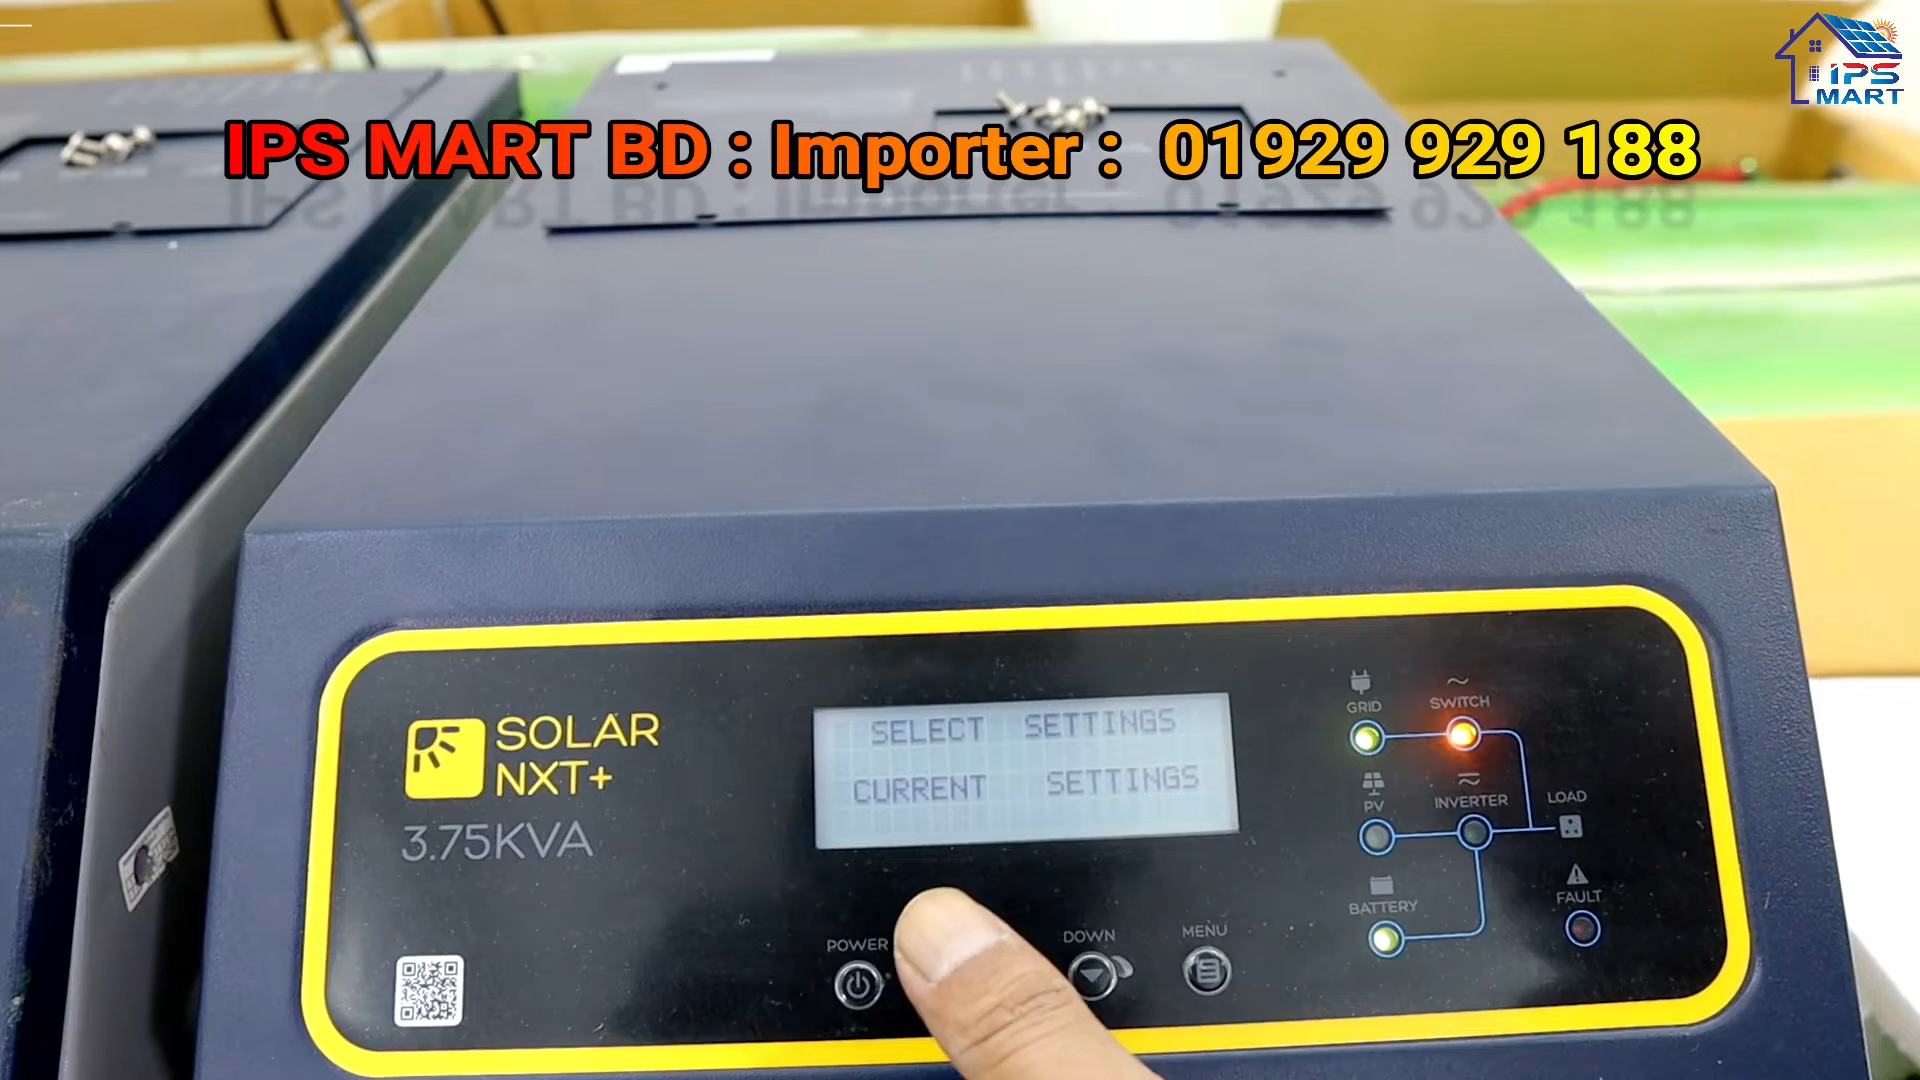 iPS
MART
IPS MART BD : Importer : 01929 929 188
SOLAR
NXT+
3.75KVA
SELECT SETTINGS
CURRENT SETTINGS
GRID
SWITCH
PV
INVERTER
LOAD
BATTERY
FAULT
POWER
DOWN
MENU